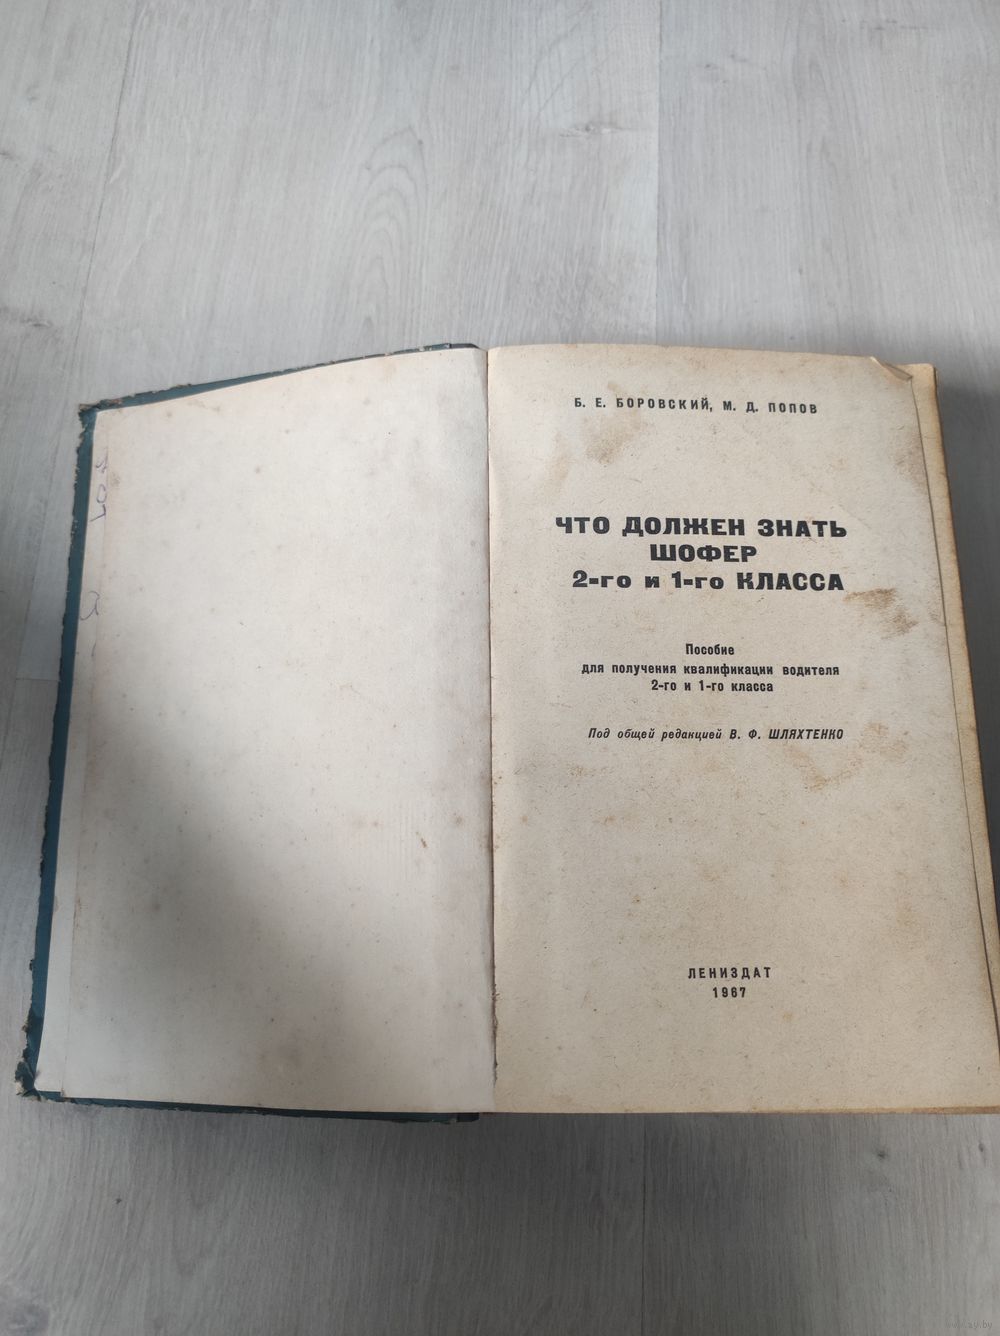 Б. Е. БОРОВСКИЙ, М. Д. ПОПОВ
ЧТО ДОЛЖЕН ЗНАТЬ
ШОФЕР
2-го и 1-го КЛАССА
Пособие
для получения квалификации водителя
2-го и 1-го класса
Под общей редакцией В. Ф. ШЛЯХТЕНКО
ЛЕНИЗДАТ
1967